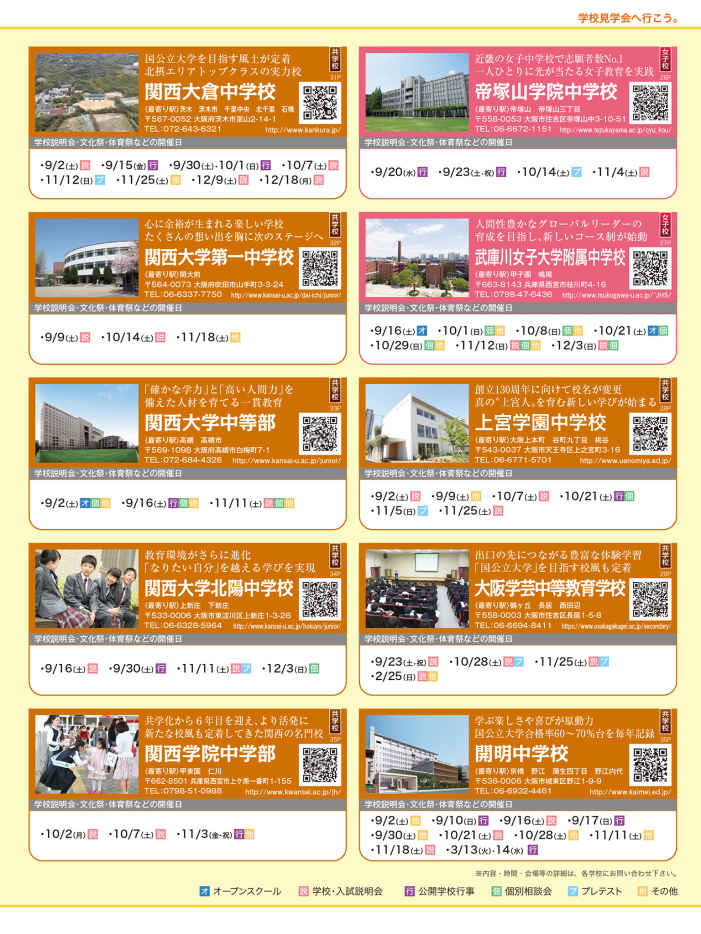 学校見学会へ行こう。
国公立大学を目指す風土が定着
北摂エリアトップクラスの実力校
関西大倉中学校
共学校
31P
(最寄り駅)茨木 茨木市 千里中央 北千里 石橋
〒567-0052 大阪府茨木市室山2-14-1
TEL:072-643-6321 http://www.kankura.jp/
学校説明会・文化祭・体育祭などの開催日
・9/2(土)説 ・9/15(金)行 ・9/30(土)・10/1(日)行 ・10/7(土)説
・11/12(日)プ ・11/25(土)他 ・12/9(土)説 ・12/18(月)説
近畿の女子中学校で志願者数No.1
一人ひとりに光が当たる女子教育を実践
帝塚山学院中学校
女子校
26P
(最寄り駅)帝塚山 帝塚山三丁目
〒558-0053 大阪市住吉区帝塚山中3-10-51
TEL:06-6672-1151 http://www.tezukayama.ac.jp/cyu_kou/
学校説明会・文化祭・体育祭などの開催日
・9/20(水)行 ・9/23(土・祝)行 ・10/14(土)プ ・11/4(土)説
心に余裕が生まれる楽しい学校
たくさんの想い出を胸に次のステージへ
関西大学第一中学校
共学校
32P
(最寄り駅)関大前
〒564-0073 大阪府吹田市山手町3-3-24
TEL:06-6337-7750 http://www.kansai-u.ac.jp/dai-ichi/junior/
学校説明会・文化祭・体育祭などの開催日
・9/9(土)説 ・10/14(土)説 ・11/18(土)他
人間性豊かなグローバルリーダーの
育成を目指し、新しいコース制が始動
武庫川女子大学附属中学校
女子校
27P
(最寄り駅)甲子園 鳴尾
〒663-8143 兵庫県西宮市枝川町4-16
TEL:0798-47-6436 http://www.mukogawa-u.ac.jp/~JHS/
学校説明会・文化祭・体育祭などの開催日
・9/16(土)オ ・10/1(日)個他 ・10/8(日)個他 ・10/21(土)オ個
・10/29(日)個他 ・11/12(日)説個他 ・12/3(日)説個
「確かな学力」と「高い人間力」を
備えた人材を育てる一貫教育
関西大学中等部
共学校
33P
(最寄り駅)高槻 高槻市
〒569-1098 大阪府高槻市白梅町7-1
TEL:072-684-4326 http://www.kansai-u.ac.jp/junior/
学校説明会・文化祭・体育祭などの開催日
・9/2(土)オ個他 ・9/16(土)行個他 ・11/11(土)説個他
創立130周年に向けて校名が変更
真の“上宮人。”を育む新しい学びが始まる
上宮学園中学校
共学校
28P
(最寄り駅)大阪上本町 谷町九丁目 桃谷
〒543-0037 大阪市天王寺区上之宮町3-16
TEL:06-6771-5701 http://www.uenomiya.ed.jp/
学校説明会・文化祭・体育祭などの開催日
・9/2(土)説 ・9/9(土)他 ・10/7(土)説 ・10/21(土)行個
・11/5(日)プ ・11/25(土)説
教育環境がさらに進化
「なりたい自分」を越える学びを実現
関西大学北陽中学校
共学校
34P
(最寄り駅)上新庄 下新庄
〒533-0006 大阪市東淀川区上新庄1-3-26
TEL:06-6328-5964 http://www.kansai-u.ac.jp/hokuyo/junior/
学校説明会・文化祭・体育祭などの開催日
・9/16(土)説 ・9/30(土)行 ・11/11(土)説プ ・12/3(日)個
出口の先につながる豊富な体験学習
「国公立大学」を目指す校風も定着
大阪学芸中等教育学校
共学校
29P
(最寄り駅)鶴ヶ丘 長居 西田辺
〒558-0003 大阪市住吉区長居1-5-8
TEL:06-6694-8411 https://www.osakagakugei.ac.jp/secondary/
学校説明会・文化祭・体育祭などの開催日
・9/23(土・祝)説 ・10/28(土)説プ ・11/25(土)説プ
・2/25(日)説他
共学化から6年目を迎え、より活発に
新たな校風も定着してきた関西の名門校
関西学院中学部
共学校
35P
(最寄り駅)甲東園 仁川
〒662-8501 兵庫県西宮市上ケ原一番町1-155
TEL:0798-51-0988 http://www.kwansei.ac.jp/jh/
学校説明会・文化祭・体育祭などの開催日
・10/2(月)説 ・10/7(土)説 ・11/3(金・祝)行他
学ぶ楽しさや喜びが原動力
国公立大学合格率60〜70%台を毎年記録
開明中学校
共学校
30P
(最寄り駅)京橋 野江 蒲生四丁目 野江内代
〒536-0006 大阪市城東区野江1-9-9
TEL:06-6932-4461 http://www.kaimei.ed.jp/
学校説明会・文化祭・体育祭などの開催日
・9/2(土)他 ・9/10(日)行 ・9/16(土)説 ・9/17(日)行
・9/30(土)他 ・10/21(土)説 ・10/28(土)他 ・11/11(土)他
・11/18(土)説 ・3/13(火)・14(水)行
※内容・時間・会場等の詳細は、各学校にお問い合わせ下さい。
オ オープンスクール 説 学校・入試説明会 行 公開学校行事 個 個別相談会 プ プレテスト 他 その他